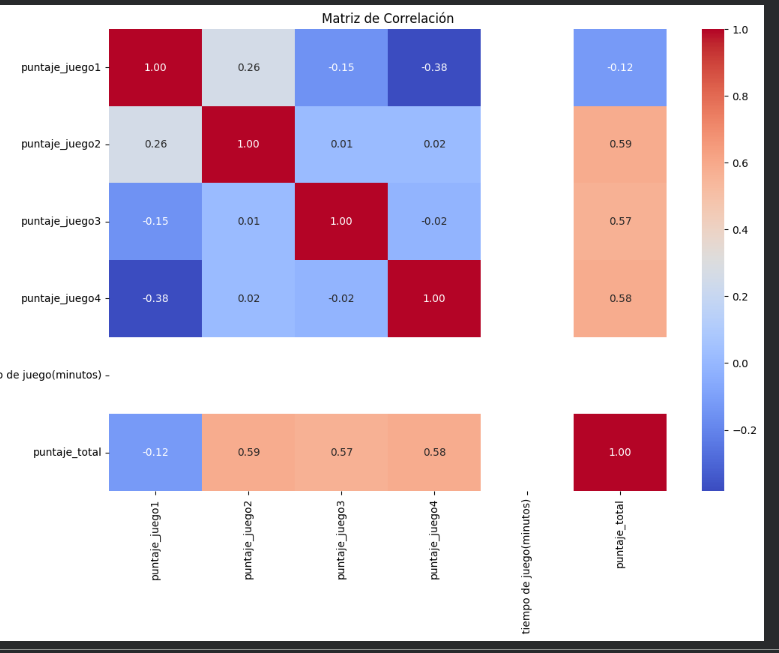 Matriz de Correlación
puntaje_juego1 1.00 0.26 -0.15 -0.38 -0.12
puntaje_juego2 0.26 1.00 0.01 0.02 0.59
puntaje_juego3 -0.15 0.01 1.00 -0.02 0.57
puntaje_juego4 -0.38 0.02 -0.02 1.00 0.58
o de juego(minutos)
puntaje_total -0.12 0.59 0.57 0.58 1.00
puntaje_juego1
puntaje_juego2
puntaje_juego3
puntaje_juego4
tiempo de juego(minutos)
puntaje_total
1.0
0.8
0.6
0.4
0.2
0.0
−0.2